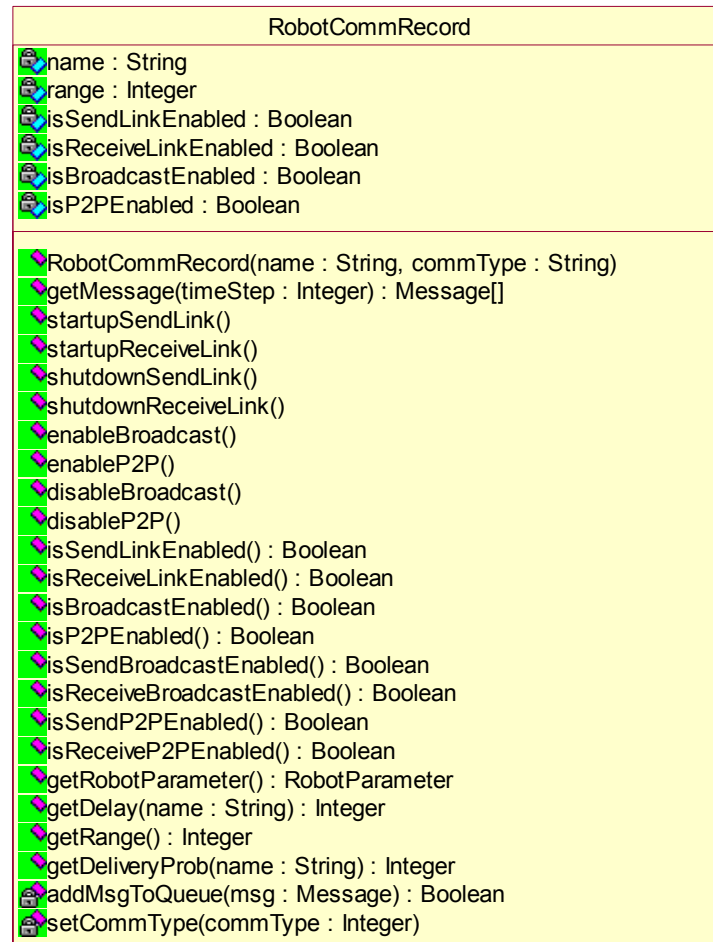 RobotCommRecord
name : String
range : Integer
isSendLinkEnabled : Boolean
isReceiveLinkEnabled : Boolean
isBroadcastEnabled : Boolean
isP2PEnabled : Boolean
RobotCommRecord(name : String, commType : String)
getMessage(timeStep : Integer) : Message[]
startupSendLink()
startupReceiveLink()
shutdownSendLink()
shutdownReceiveLink()
enableBroadcast()
enableP2P()
disableBroadcast()
disableP2P()
isSendLinkEnabled() : Boolean
isReceiveLinkEnabled() : Boolean
isBroadcastEnabled() : Boolean
isP2PEnabled() : Boolean
isSendBroadcastEnabled() : Boolean
isReceiveBroadcastEnabled() : Boolean
isSendP2PEnabled() : Boolean
isReceiveP2PEnabled() : Boolean
getRobotParameter() : RobotParameter
getDelay(name : String) : Integer
getRange() : Integer
getDeliveryProb(name : String) : Integer
addMsgToQueue(msg : Message) : Boolean
setCommType(commType : Integer)